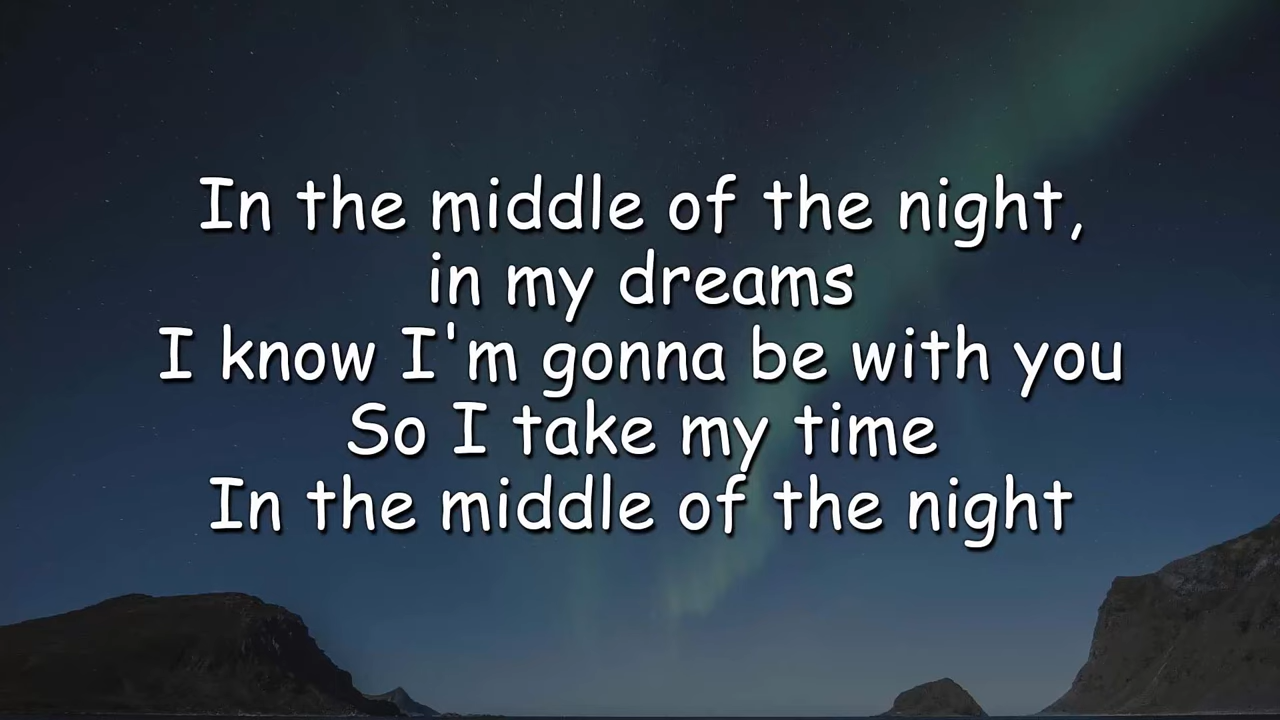 In the middle of the night,
in my dreams
I know I'm gonna be with you
So I take my time
In the middle of the night